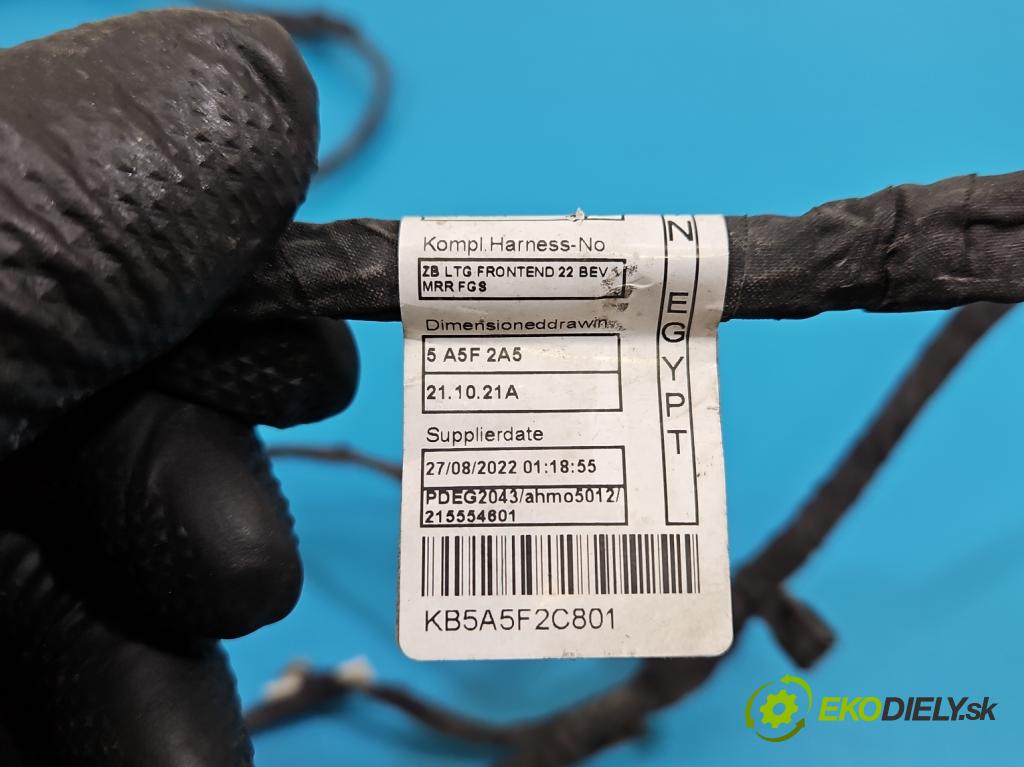 Kompl.Harness-No
ZB LTG FRONTEND 22 BEV
MRR FGS
Dimensioneddrawin
5 A5F 2A5
21.10.21A
Supplierdate
27/08/2022 01:18:55
PDEG2043/ahmo5012/
215554601
KB5A5F2C801
N EGYPT
EKODIELY.sk